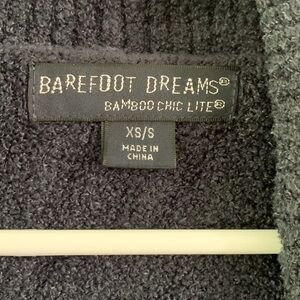 BAREFOOT DREAMS®
BAMBOO CHIC LITE®
XS/S
MADE IN
CHINA